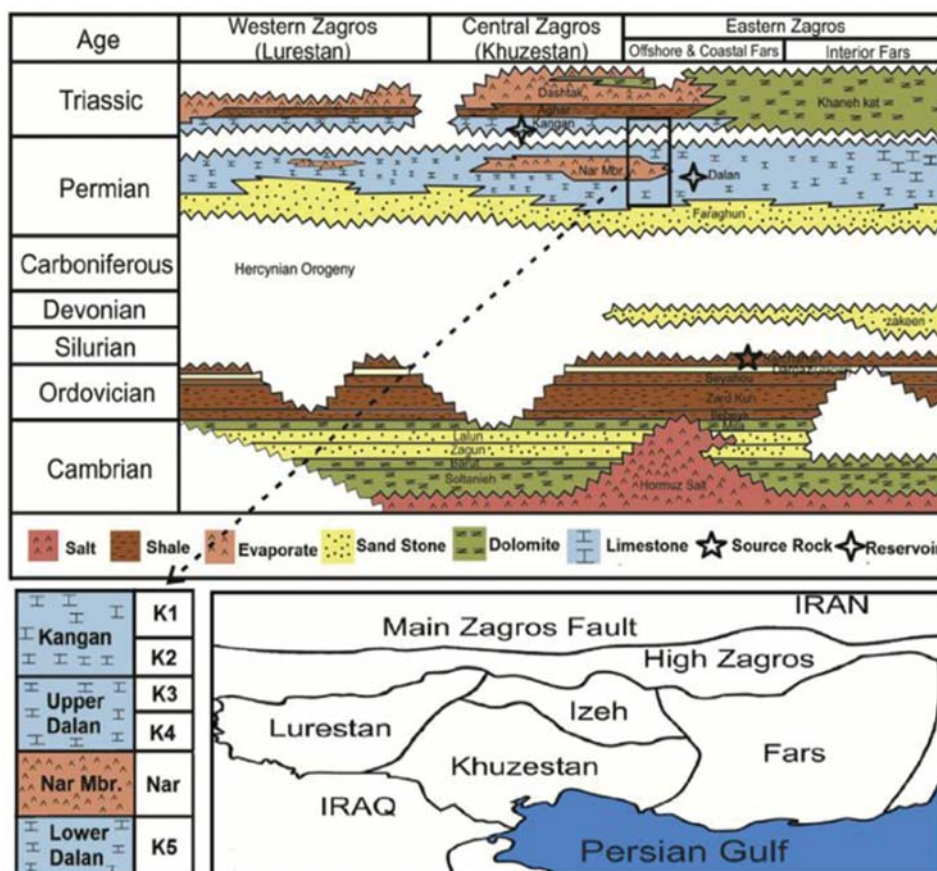 Age
Western Zagros
(Lurestan)
Central Zagros
(Khuzestan)
Eastern Zagros
Offshore & Coastal Fars
Interior Fars
Triassic
Dashtak
Kangan
Khaneh kat
Permian
Nar Mbr.
Dalan
Faraghun
Carboniferous
Hercynian Orogeny
Devonian
zakeen
Silurian
Ordovician
Seyahou
Zard Kuh
Mila
Cambrian
Lalun
Zagun
Barut
Soltanieh
Hormuz Salt
Salt
Shale
Evaporate
Sand Stone
Dolomite
Limestone
Source Rock
Reservoir
Kangan
K1
K2
Upper
Dalan
K3
K4
Nar Mbr.
Nar
Lower
Dalan
K5
IRAN
Main Zagros Fault
High Zagros
Lurestan
Izeh
Khuzestan
Fars
IRAQ
Persian Gulf